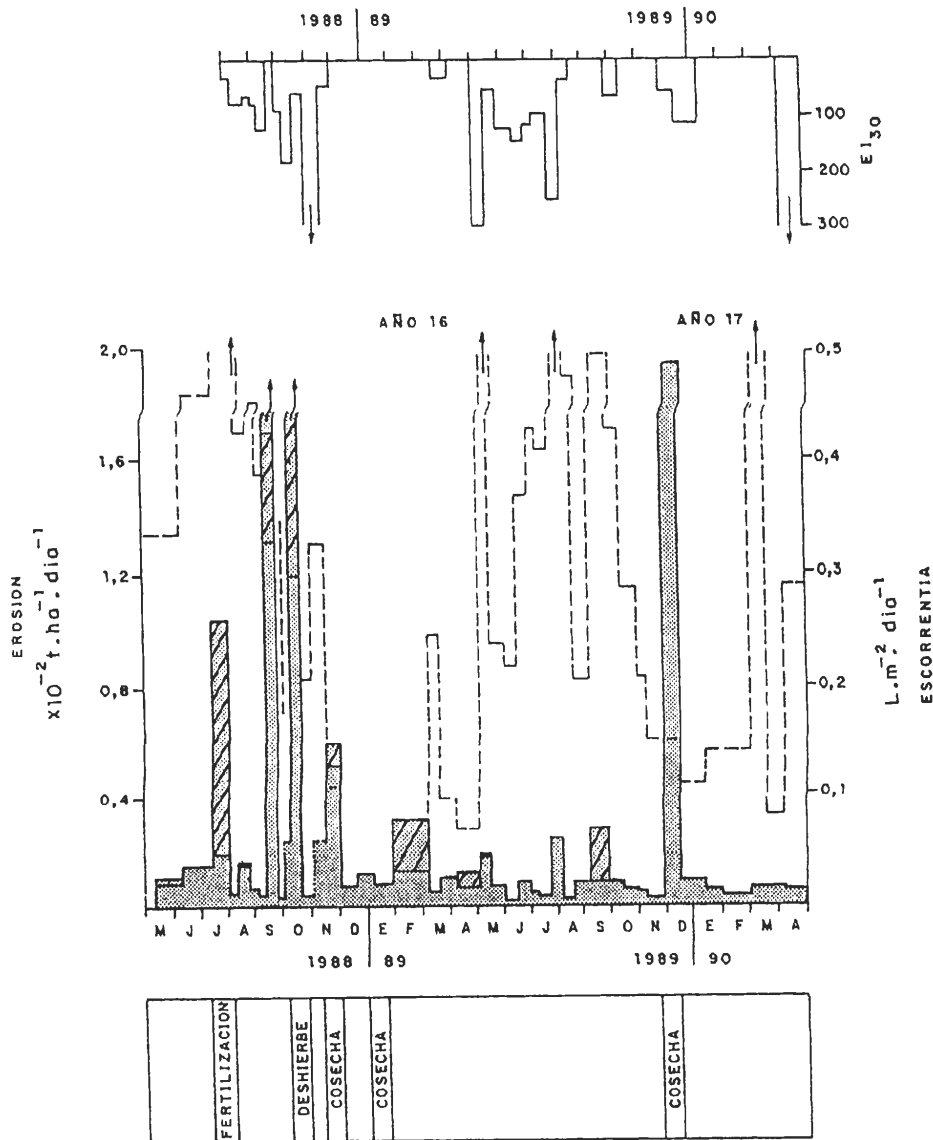 1988 89 1989 90
100
200
300
EI30
AÑO 16 AÑO 17
2,0
1,6
1,2
0,8
0,4
EROSION
x10⁻² t.ha⁻¹. dia⁻¹
0,5
0,4
0,3
0,2
0,1
L.m⁻² dia⁻¹
ESCORRENTIA
M J J A S O N D E F M A M J J A S O N D E F M A
1988 89 1989 90
FERTILIZACION
DESHIERBE
COSECHA
COSECHA
COSECHA